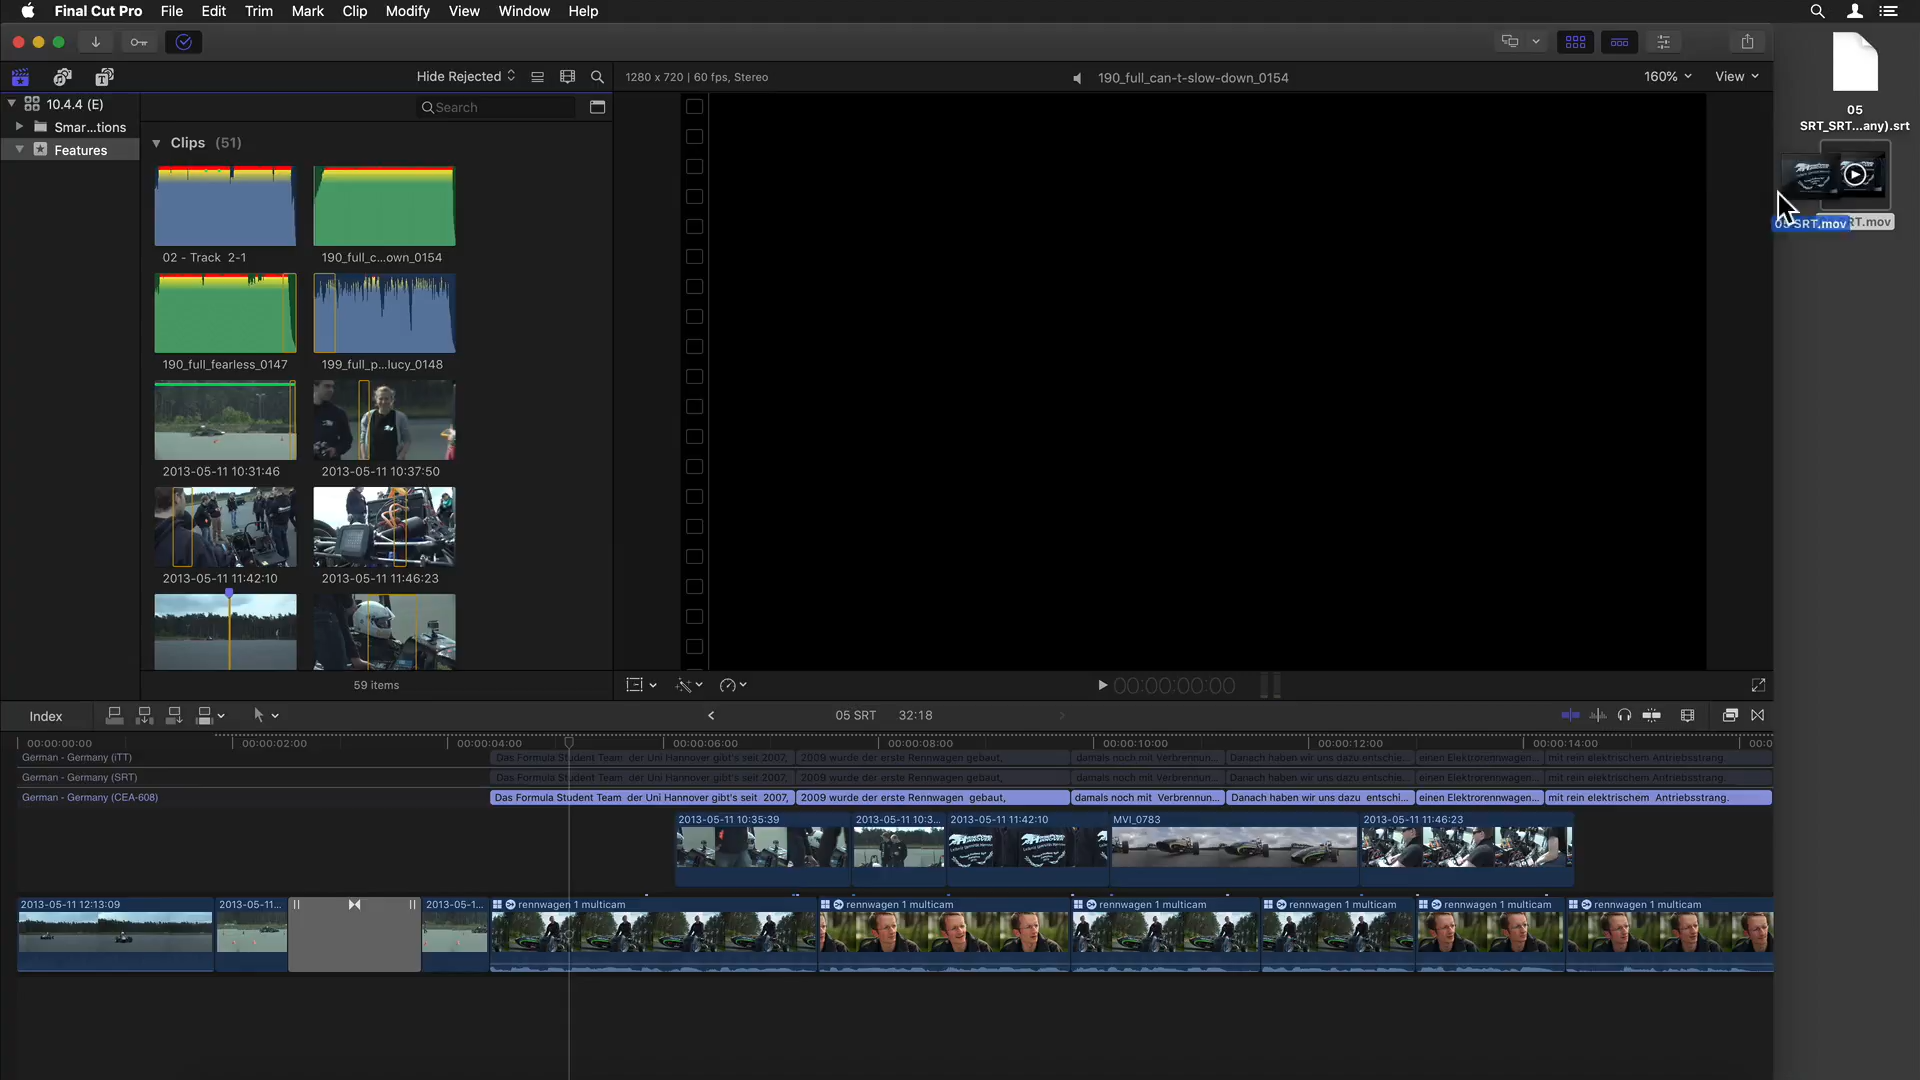 Final Cut Pro File Edit Trim Mark Clip Modify View Window Help
Hide Rejected
1280 x 720 | 60 fps, Stereo
190_full_can-t-slow-down_0154
160%
View
10.4.4 (E)
Smar...tions
Features
Search
Clips (51)
02 - Track 2-1
190_full_c...own_0154
190_full_fearless_0147
199_full_p...lucy_0148
2013-05-11 10:31:46
2013-05-11 10:37:50
2013-05-11 11:42:10
2013-05-11 11:46:23
59 items
05
SRT_SRT...any).srt
05 SRT.mov
RT.mov
00:00:00:00
Index
05 SRT
32:18
00:00:00:00
00:00:02:00
00:00:04:00
00:00:06:00
00:00:08:00
00:00:10:00
00:00:12:00
00:00:14:00
00:0
German - Germany (iTT)
Das Formula Student Team der Uni Hannover gibt's seit 2007,
2009 wurde der erste Rennwagen gebaut,
damals noch mit Verbrennun...
Danach haben wir uns dazu entschie...
einen Elektrorennwagen...
mit rein elektrischem Antriebsstrang.
German - Germany (SRT)
Das Formula Student Team der Uni Hannover gibt's seit 2007,
2009 wurde der erste Rennwagen gebaut,
damals noch mit Verbrennun...
Danach haben wir uns dazu entschie...
einen Elektrorennwagen...
mit rein elektrischem Antriebsstrang.
German - Germany (CEA-608)
Das Formula Student Team der Uni Hannover gibt's seit 2007,
2009 wurde der erste Rennwagen gebaut,
damals noch mit Verbrennun...
Danach haben wir uns dazu entschi...
einen Elektrorennwagen...
mit rein elektrischem Antriebsstrang.
2013-05-11 10:35:39
2013-05-11 10:3...
2013-05-11 11:42:10
MVI_0783
2013-05-11 11:46:23
2013-05-11 12:13:09
2013-05-11...
2013-05-1...
rennwagen 1 multicam
rennwagen 1 multicam
rennwagen 1 multicam
rennwagen 1 multicam
rennwagen 1 multicam
rennwagen 1 multicam